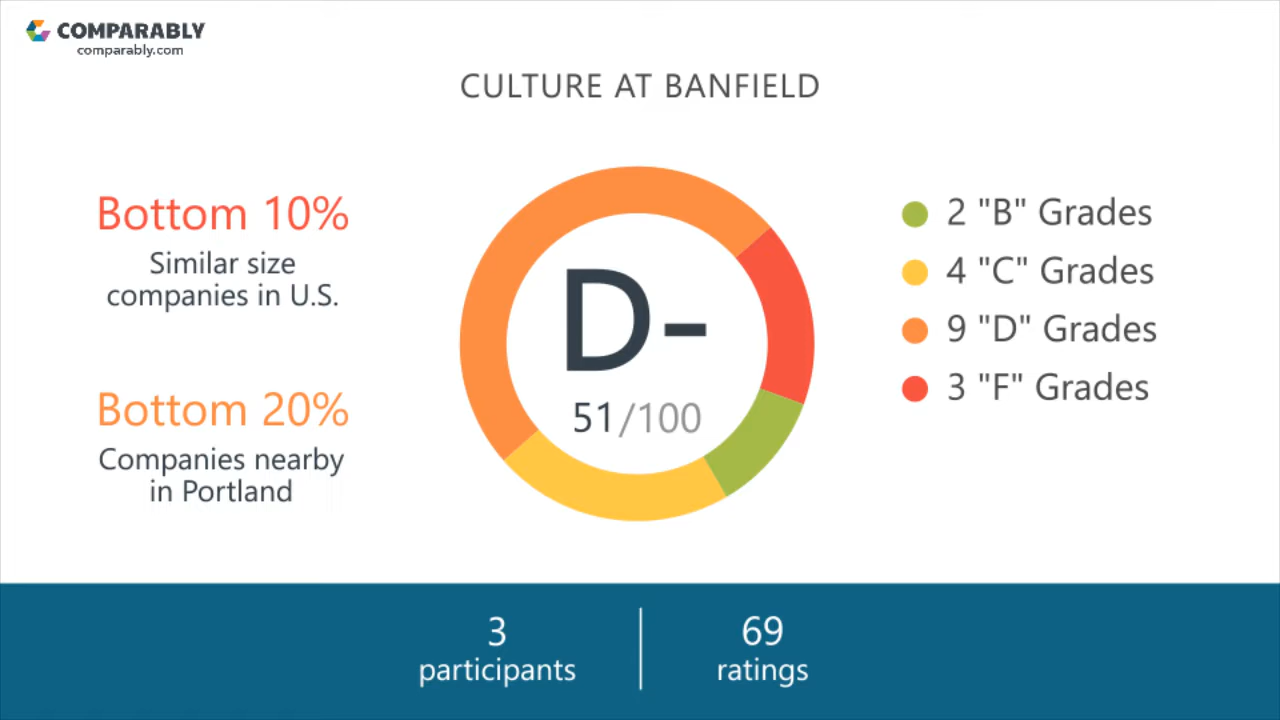 COMPARABLY
comparably.com
CULTURE AT BANFIELD
Bottom 10%
Similar size
companies in U.S.
Bottom 20%
Companies nearby
in Portland
D-
51/100
2 "B" Grades
4 "C" Grades
9 "D" Grades
3 "F" Grades
3
participants
69
ratings